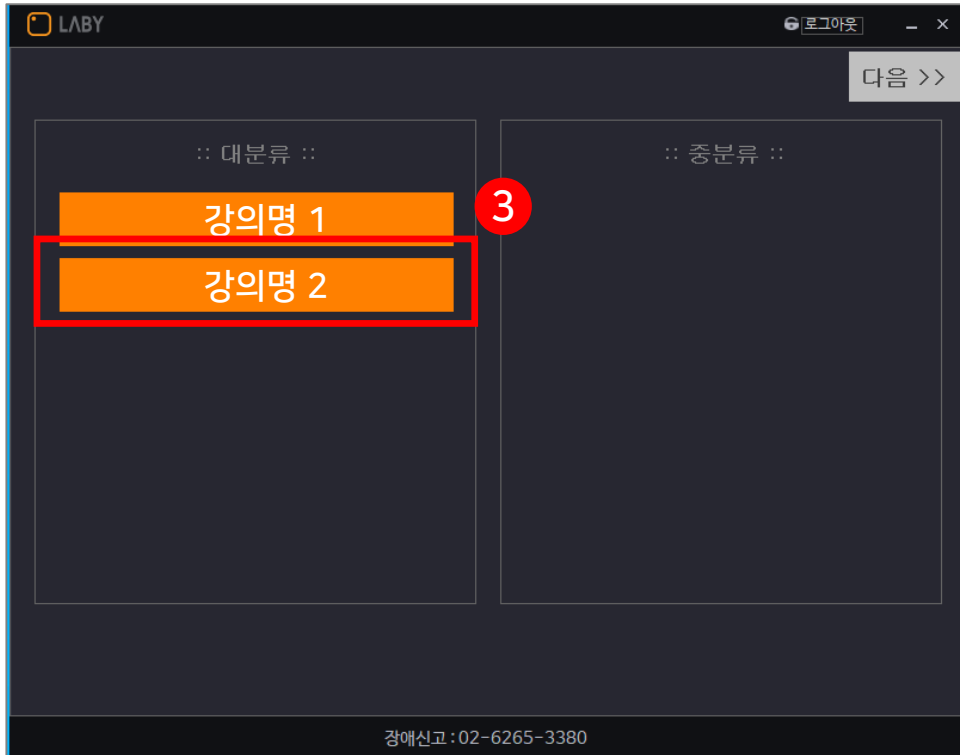 LABY
로그아웃
다음 >>
:: 대분류 ::
강의명 1
강의명 2
3
:: 중분류 ::
장애신고:02-6265-3380